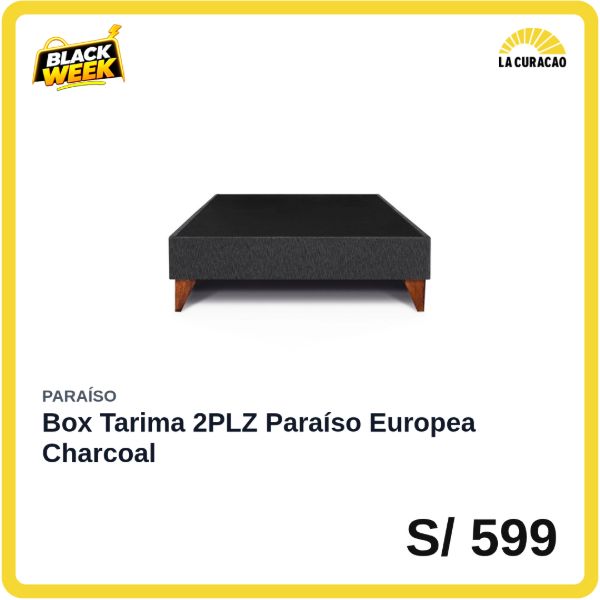 BLACK
WEEK
LA CURACAO
PARAÍSO
Box Tarima 2PLZ Paraíso Europea
Charcoal
S/ 599